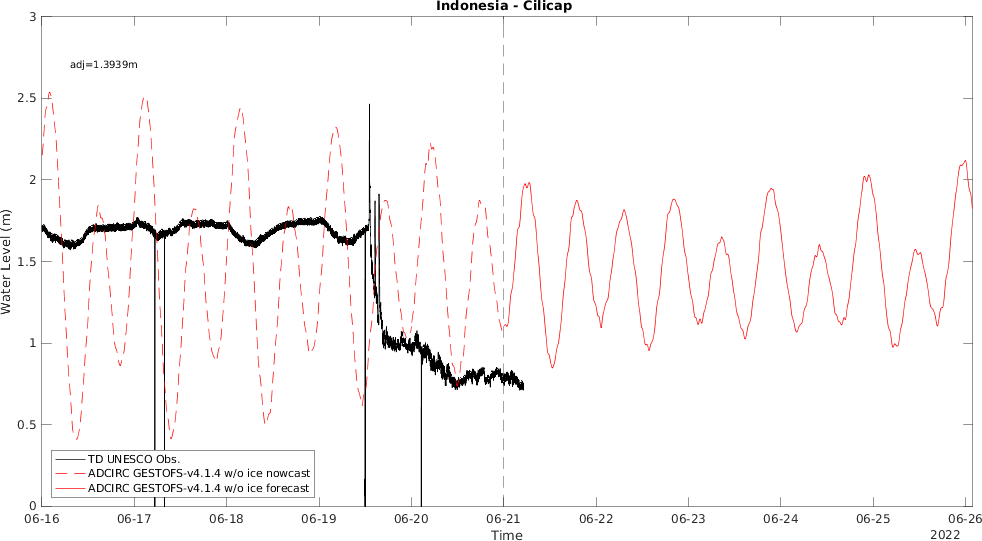 Indonesia - Cilicap
adj=1.3939m
Water Level (m)
3
2.5
2
1.5
1
0.5
0
TD UNESCO Obs.
ADCIRC GESTOFS-v4.1.4 w/o ice nowcast
ADCIRC GESTOFS-v4.1.4 w/o ice forecast
06-16 06-17 06-18 06-19 06-20 06-21 06-22 06-23 06-24 06-25 06-26
Time
2022